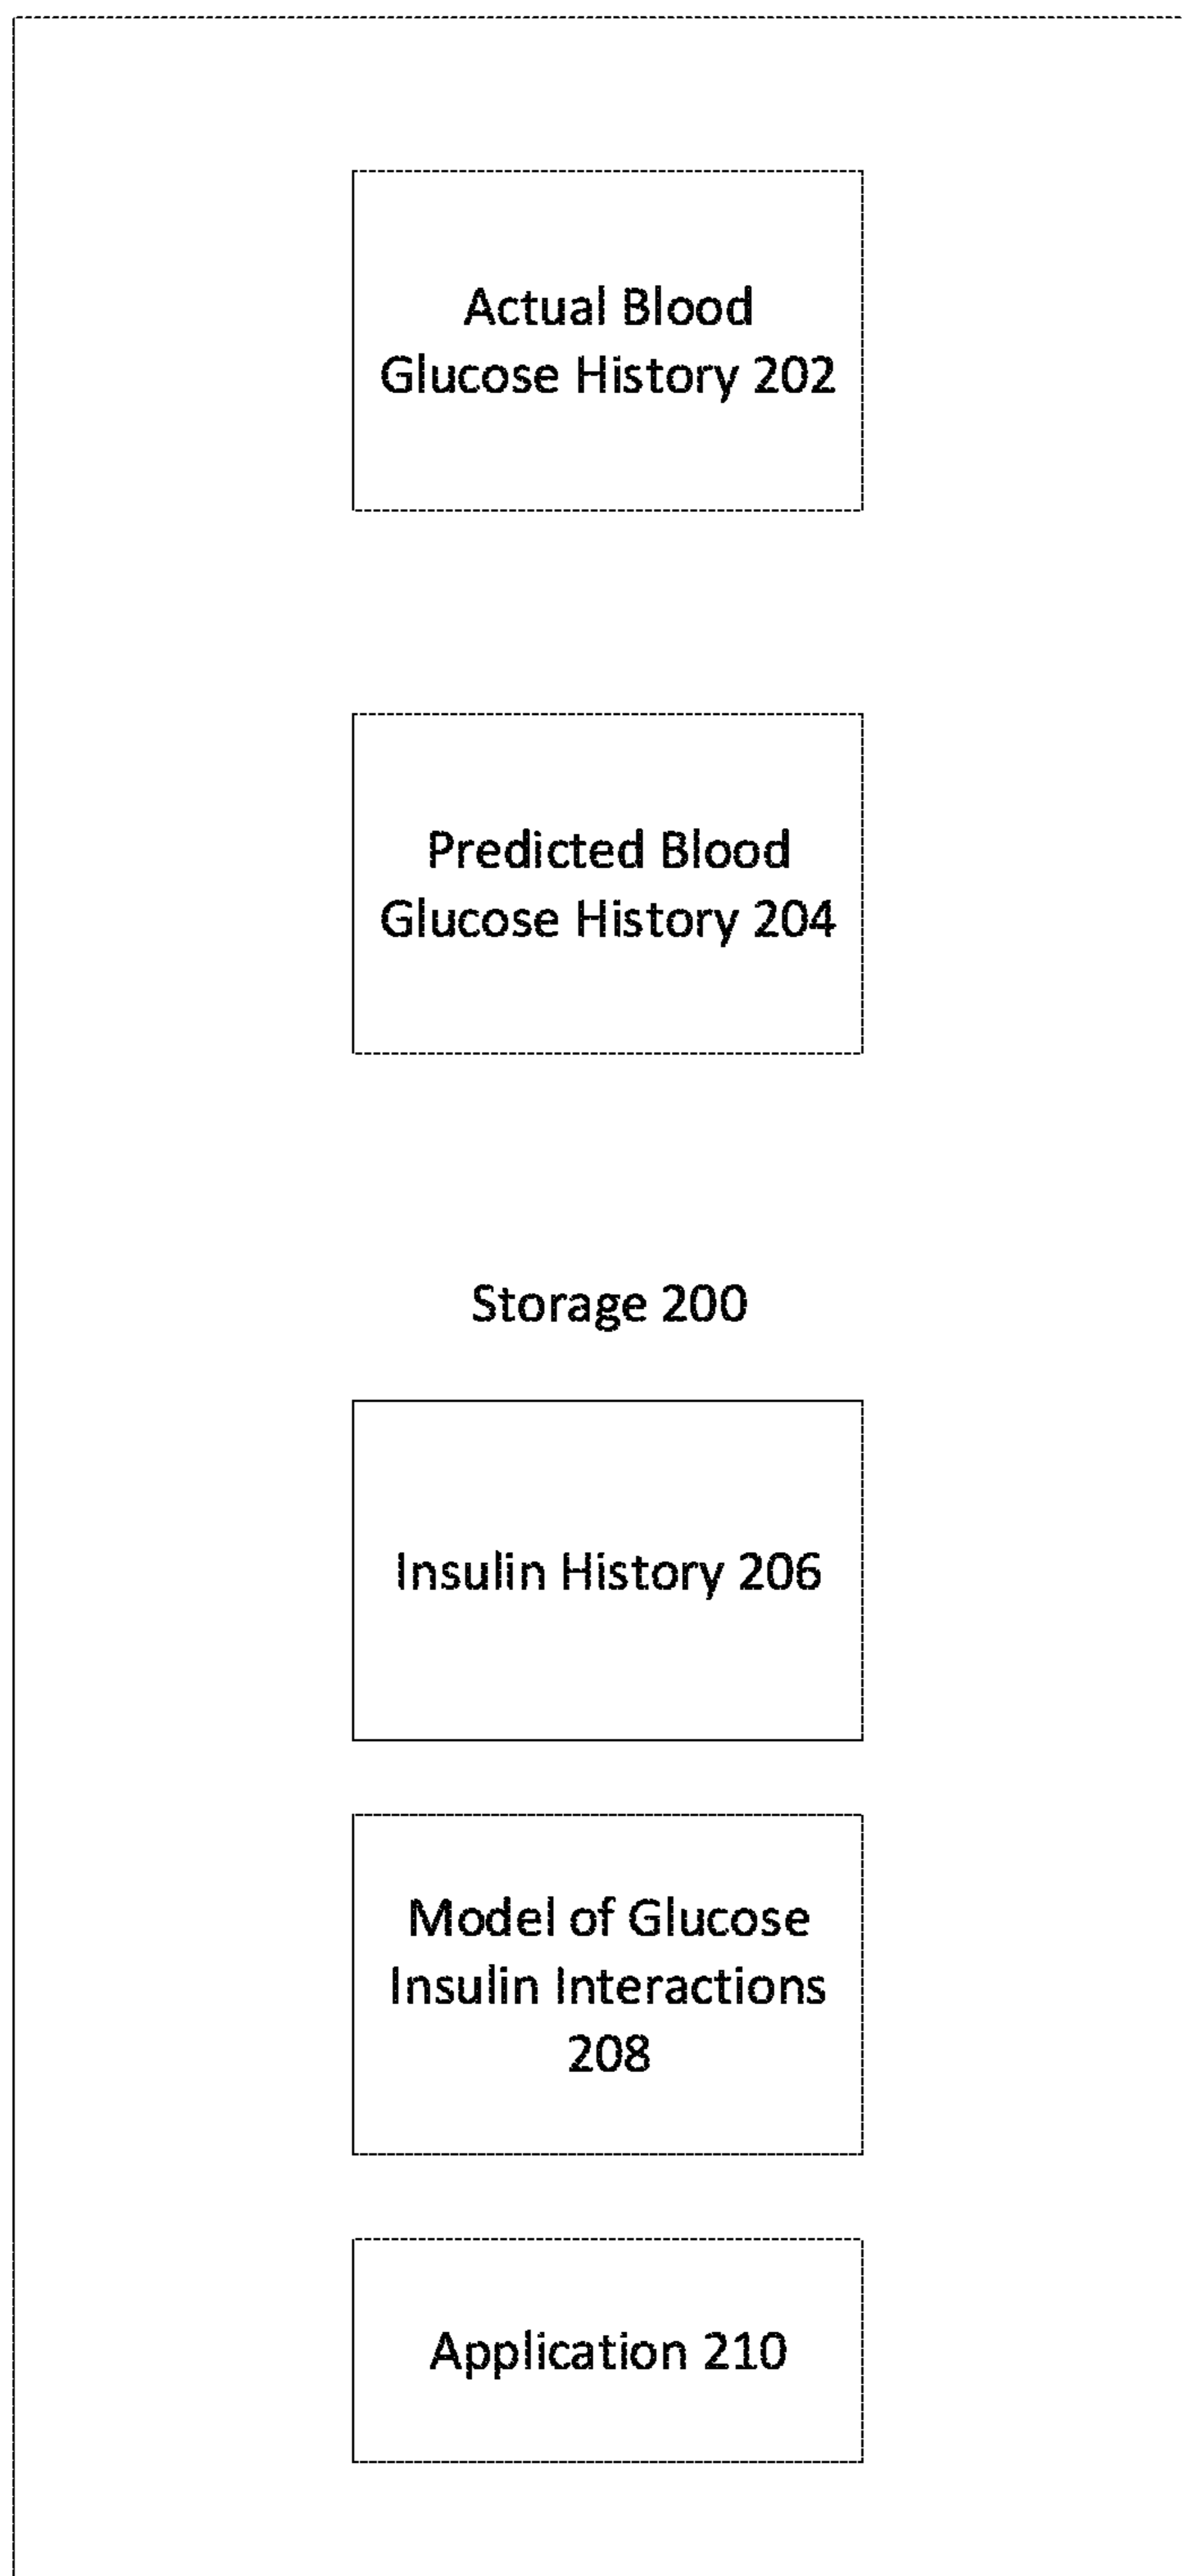 Actual Blood
Glucose History 202
Predicted Blood
Glucose History 204
Storage 200
Insulin History 206
Model of Glucose
Insulin Interactions
208
Application 210